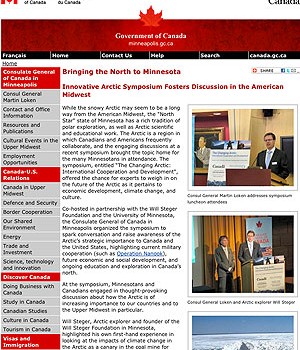 du Canada
Canada
Government of Canada
minneapolis.gc.ca
Français
Home
Contact Us
Help
Search
canada.gc.ca
Consulate General
of Canada in
Minneapolis
Consul General
Martin Loken
Contact and Office
Information
Resources and
Publications
Cultural Events in the
Upper Midwest
Employment
Opportunities
Canada-U.S.
Relations
Canada in Upper
Midwest
Defence and Security
Border Cooperation
Our Shared
Environment
Energy
Trade and
Investment
Science, technology
and innovation
Discover Canada
Doing Business with
Canada
Study in Canada
Canadian Studies
Culture in Canada
Tourism in Canada
Visas and
Immigration
Bringing the North to Minnesota
SHARE
Innovative Arctic Symposium Fosters Discussion in the American
Midwest
While the snowy Arctic may seem to be a long
way from the American Midwest, the "North
Star" state of Minnesota has a rich tradition
of polar exploration, as well as Arctic scientific
and educational work. The Arctic is a region in
which Canadians and Americans frequently
collaborate, and the engaging discussions at a
recent symposium brought the topic home for
the many Minnesotans in attendance. The
symposium, entitled "The Changing Arctic:
International Cooperation and Development",
offered the chance for experts to weigh in on
the future of the Arctic as it pertains to
economic development, climate change, and
culture.
Co-hosted in partnership with the Will Steger
Foundation and the University of Minnesota,
the Consulate General of Canada in
Minneapolis organized the symposium to
spark conversation and raise awareness of the
Arctic's strategic importance to Canada and
the United States, highlighting current military
cooperation (such as Operation Nanook),
future economic and social development, and
ongoing education and exploration in Canada's
north.
At the symposium, Minnesotans and
Canadians engaged in thought-provoking
discussion about how the Arctic is of
increasing importance to our countries and to
the Upper Midwest in particular.
Will Steger, Arctic explorer and founder of the
Will Steger Foundation in Minnesota,
highlighted his own first-hand experience in
looking at the impacts of climate change in
the Arctic as a canary in the coal mine for
Consul General Martin Loken addresses symposium
luncheon attendees
Consul General Loken and Arctic explorer Will Steger